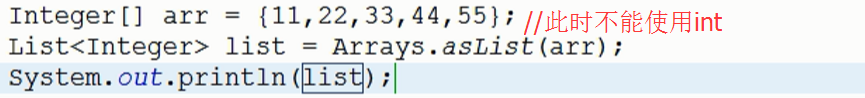 Integer[] arr = {11,22,33,44,55}; //此时不能使用int
List<Integer> list = Arrays.asList(arr);
System.out.println(list);